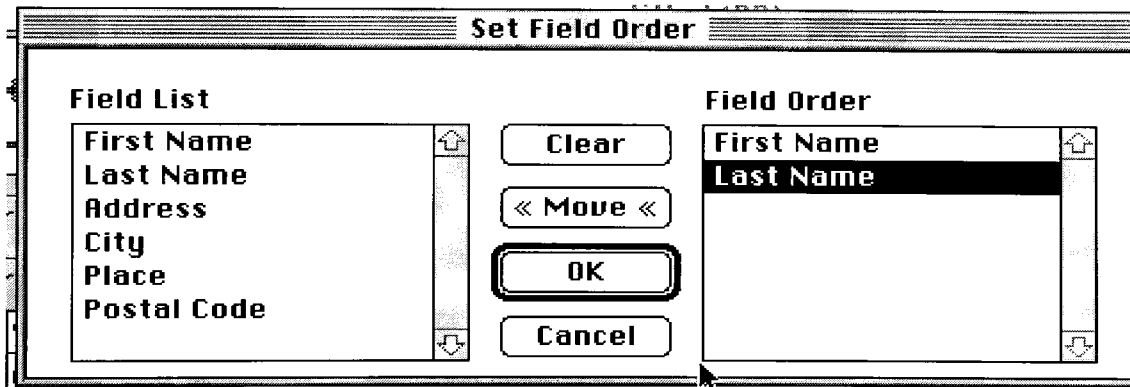 Set Field Order
Field List
First Name
Last Name
Address
City
Place
Postal Code
Clear
« Move «
OK
Cancel
Field Order
First Name
Last Name